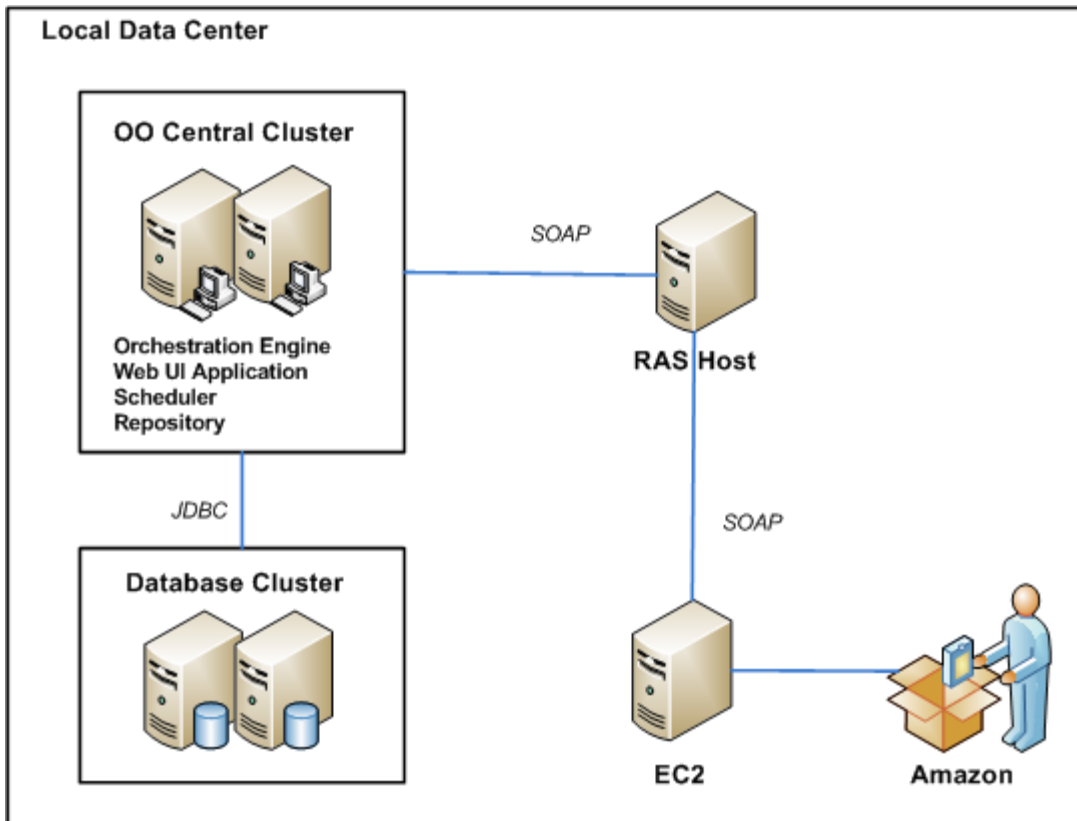 Local Data Center
OO Central Cluster
Orchestration Engine
Web UI Application
Scheduler
Repository
SOAP
RAS Host
JDBC
SOAP
Database Cluster
EC2
Amazon